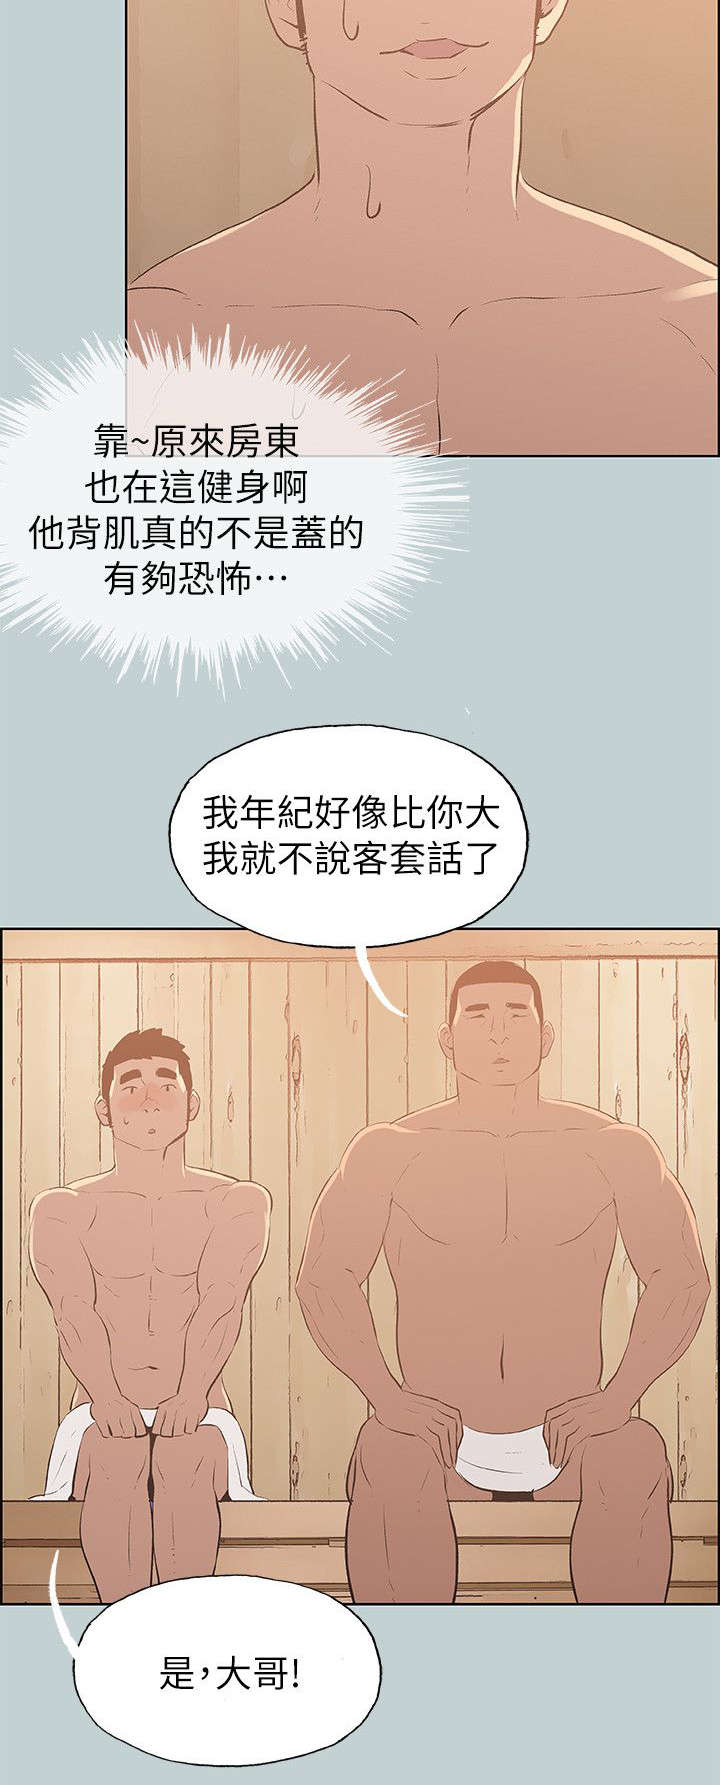 靠~原來房東
也在這健身啊
他背肌真的不是蓋的
有夠恐怖⋯
我年紀好像比你大
我就不說客套話了
是,大哥!